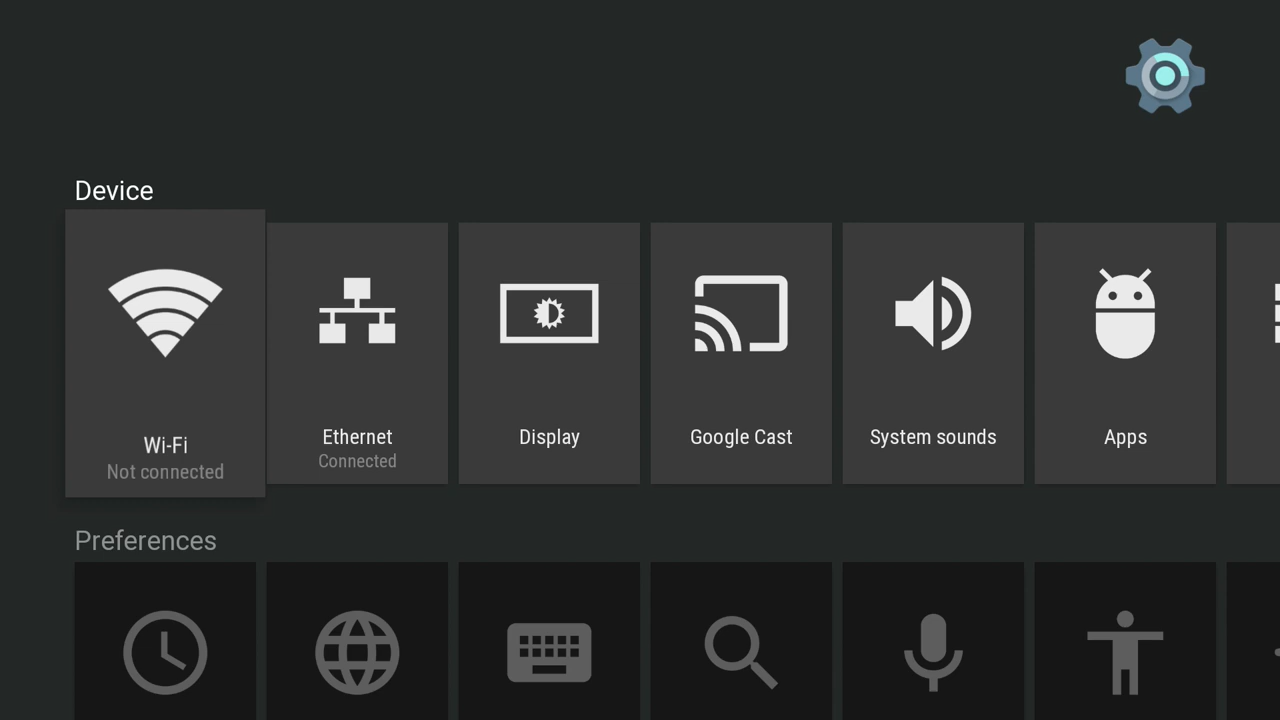 Device
Wi-Fi
Not connected
Ethernet
Connected
Display
Google Cast
System sounds
Apps
Preferences